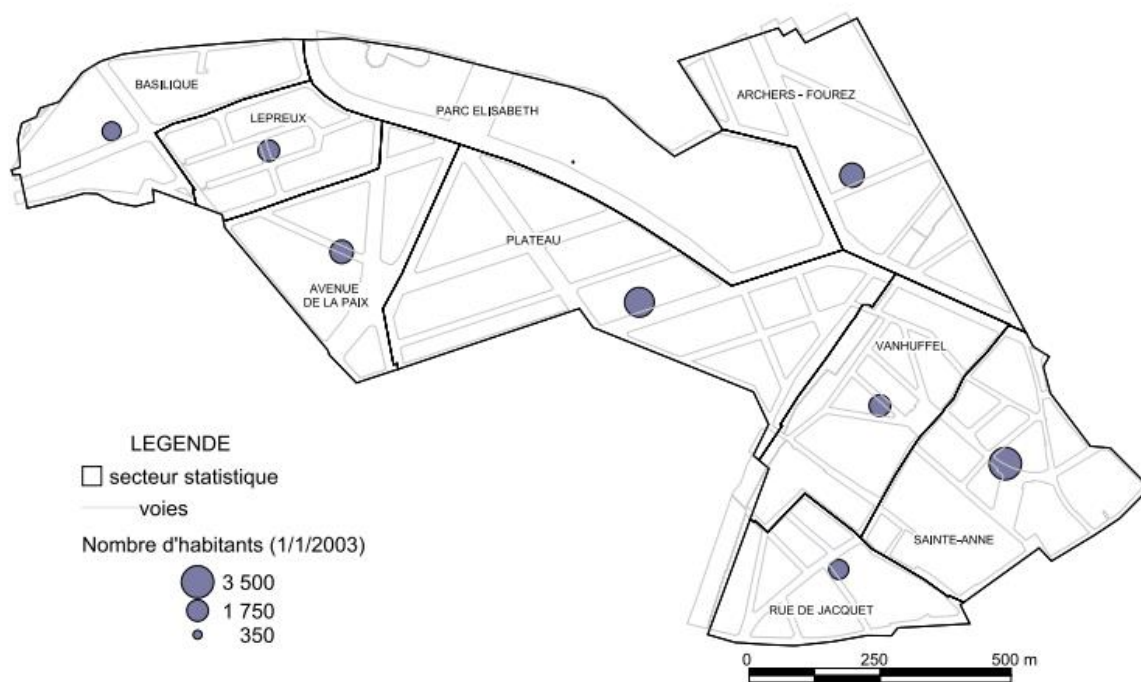 BASILIQUE
LEPREUX
PARC ELISABETH
ARCHERS - FOUREZ
PLATEAU
AVENUE
DE LA PAIX
VANHUFFEL
SAINTE-ANNE
RUE DE JACQUET
LEGENDE
secteur statistique
voies
Nombre d'habitants (1/1/2003)
3 500
1 750
350
0 250 500 m